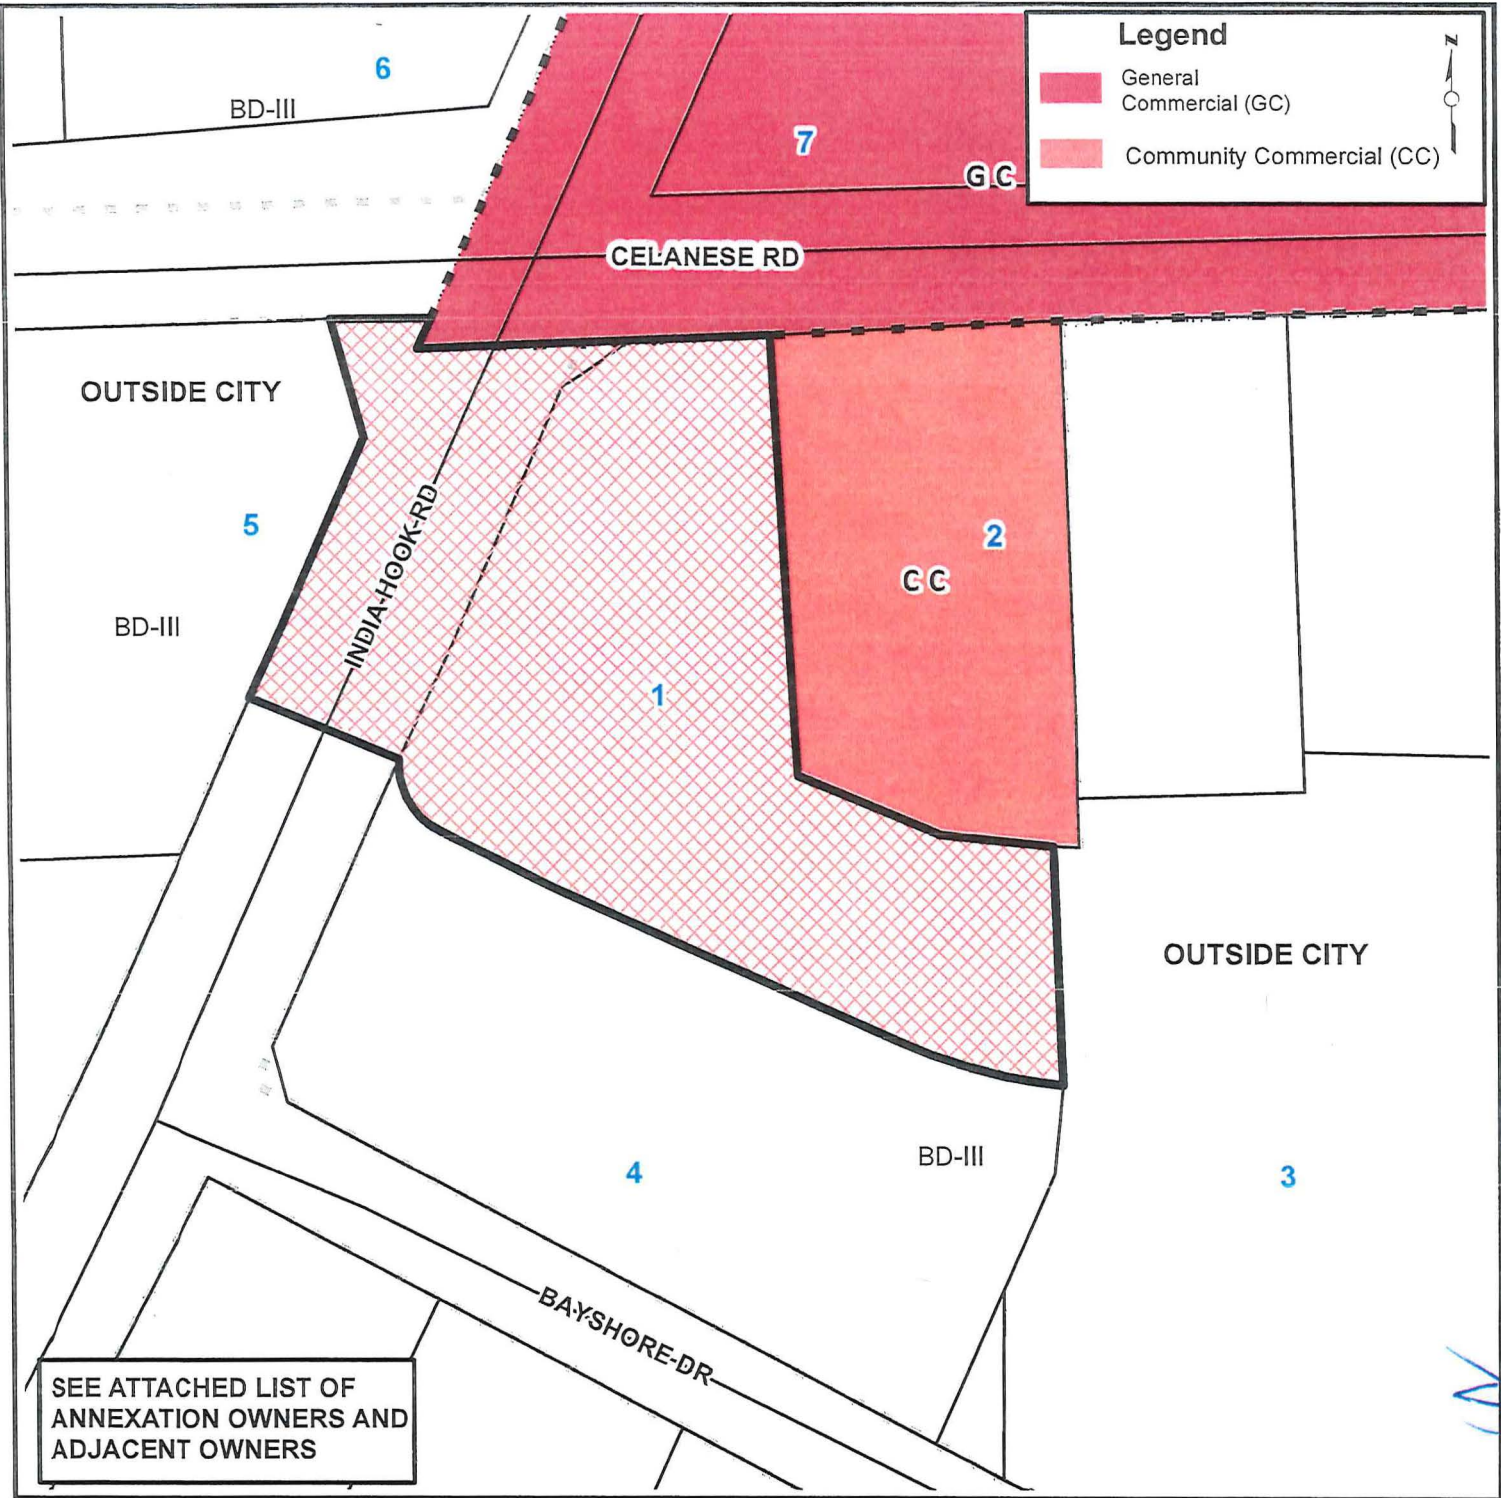 Legend
N
General
Commercial (GC)
Community Commercial (CC)
6
BD-III
7
GC
CELANESE RD
OUTSIDE CITY
5
BD-III
INDIA-HOOK-RD
2
CC
1
OUTSIDE CITY
BD-III
4
3
BAYSHORE-DR
SEE ATTACHED LIST OF
ANNEXATION OWNERS AND
ADJACENT OWNERS